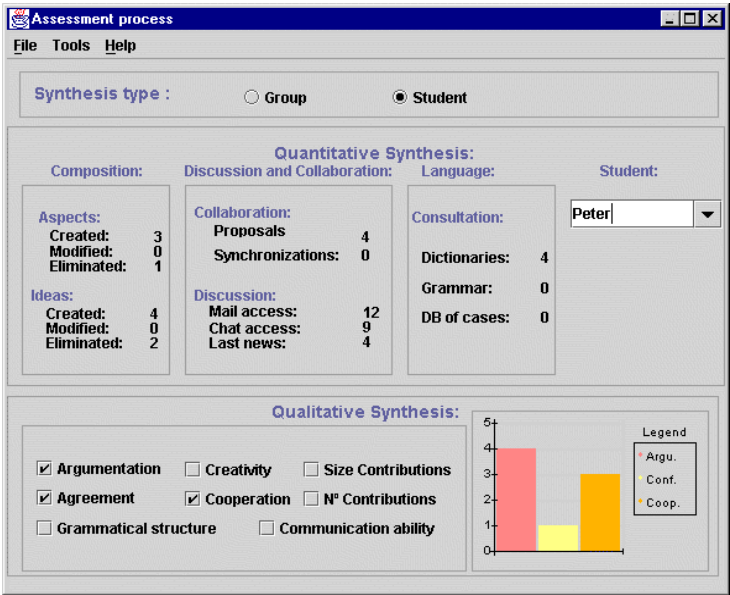 Assessment process
File Tools Help
Synthesis type : Group Student
Quantitative Synthesis:
Composition: Discussion and Collaboration: Language: Student:
Aspects:
Created: 3
Modified: 0
Eliminated: 1
Ideas:
Created: 4
Modified: 0
Eliminated: 2
Collaboration:
Proposals 4
Synchronizations: 0
Discussion:
Mail access: 12
Chat access: 9
Last news: 4
Consultation:
Dictionaries: 4
Grammar: 0
DB of cases: 0
Peter
Qualitative Synthesis:
Argumentation Creativity Size Contributions
Agreement Cooperation Nº Contributions
Grammatical structure Communication ability
5
4
3
2
1
0
Legend
Argu.
Conf.
Coop.